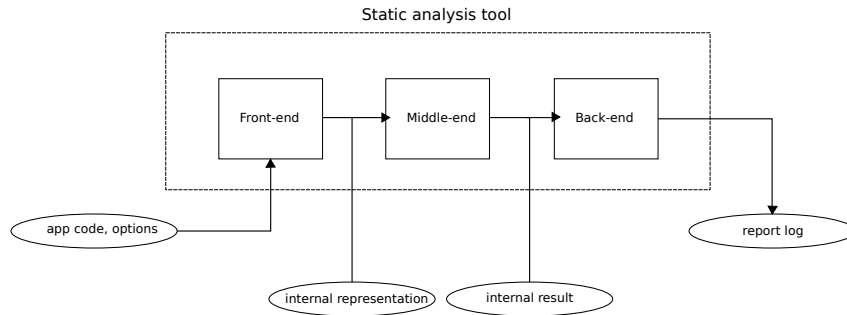 Static analysis tool
Front-end
Middle-end
Back-end
app code, options
report log
internal representation
internal result